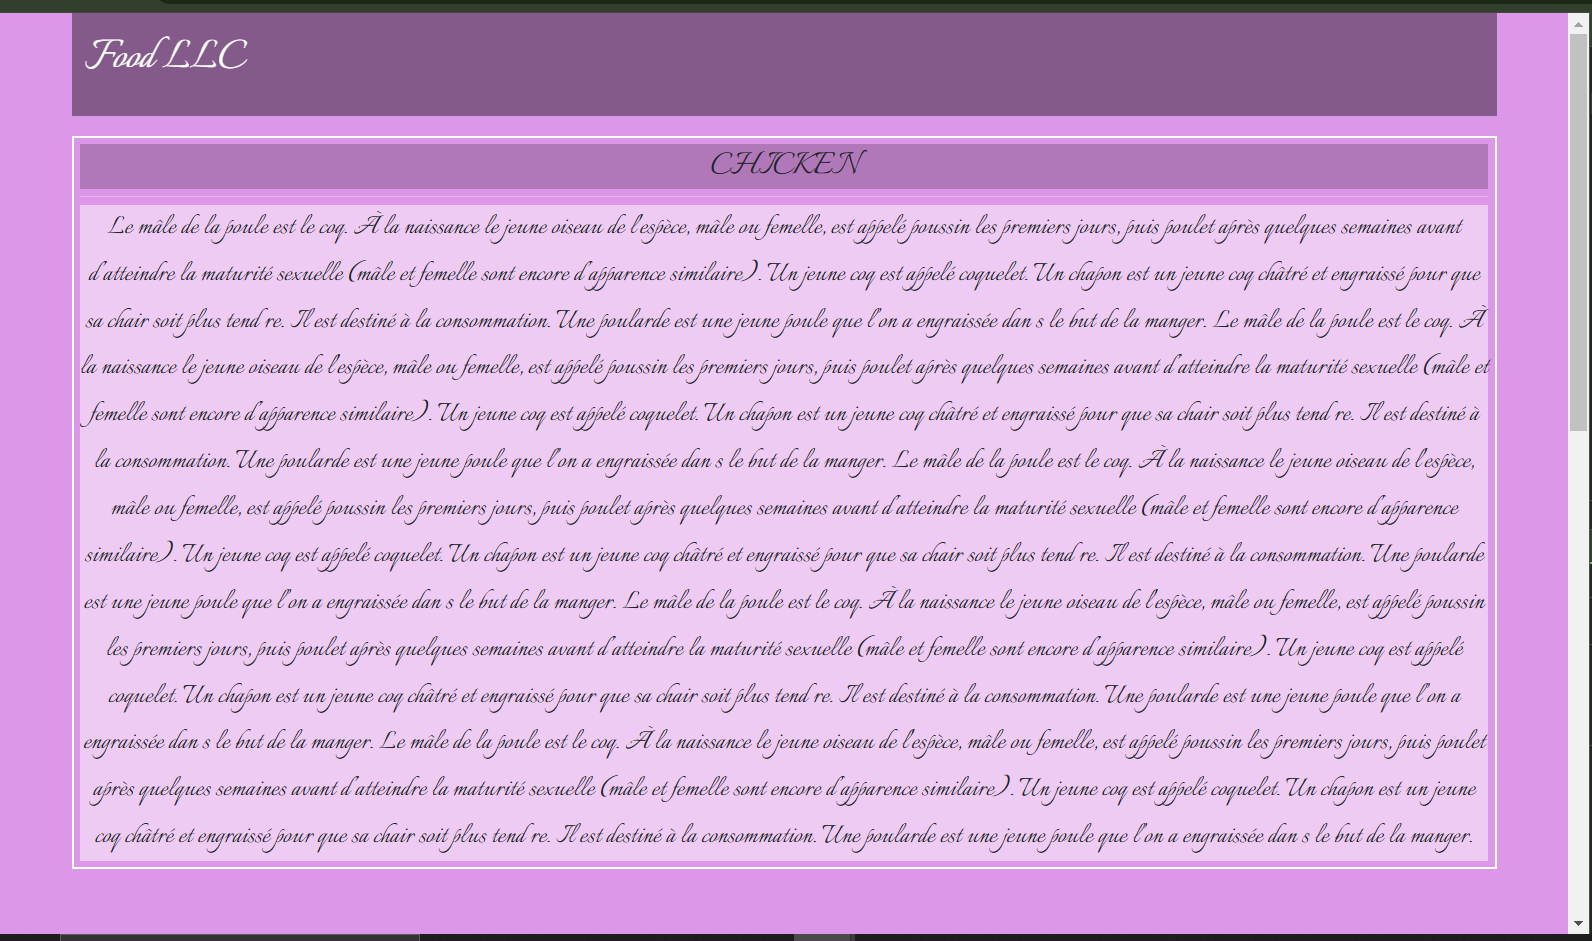 Food LLC
CHICKEN
Le mâle de la poule est le coq. À la naissance le jeune oiseau de l'espèce, mâle ou femelle, est appelé poussin les premiers jours, puis poulet après quelques semaines avant
d'atteindre la maturité sexuelle (mâle et femelle sont encore d'apparence similaire). Un jeune coq est appelé coquelet. Un chapon est un jeune coq châtré et engraissé pour que
sa chair soit plus tend re. Il est destiné à la consommation. Une poularde est une jeune poule que l'on a engraissée dan s le but de la manger. Le mâle de la poule est le coq. À
la naissance le jeune oiseau de l'espèce, mâle ou femelle, est appelé poussin les premiers jours, puis poulet après quelques semaines avant d'atteindre la maturité sexuelle (mâle et
femelle sont encore d'apparence similaire). Un jeune coq est appelé coquelet. Un chapon est un jeune coq châtré et engraissé pour que sa chair soit plus tend re. Il est destiné à
la consommation. Une poularde est une jeune poule que l'on a engraissée dan s le but de la manger. Le mâle de la poule est le coq. À la naissance le jeune oiseau de l'espèce,
mâle ou femelle, est appelé poussin les premiers jours, puis poulet après quelques semaines avant d'atteindre la maturité sexuelle (mâle et femelle sont encore d'apparence
similaire). Un jeune coq est appelé coquelet. Un chapon est un jeune coq châtré et engraissé pour que sa chair soit plus tend re. Il est destiné à la consommation. Une poularde
est une jeune poule que l'on a engraissée dan s le but de la manger. Le mâle de la poule est le coq. À la naissance le jeune oiseau de l'espèce, mâle ou femelle, est appelé poussin
les premiers jours, puis poulet après quelques semaines avant d'atteindre la maturité sexuelle (mâle et femelle sont encore d'apparence similaire). Un jeune coq est appelé
coquelet. Un chapon est un jeune coq châtré et engraissé pour que sa chair soit plus tend re. Il est destiné à la consommation. Une poularde est une jeune poule que l'on a
engraissée dan s le but de la manger. Le mâle de la poule est le coq. À la naissance le jeune oiseau de l'espèce, mâle ou femelle, est appelé poussin les premiers jours, puis poulet
après quelques semaines avant d'atteindre la maturité sexuelle (mâle et femelle sont encore d'apparence similaire). Un jeune coq est appelé coquelet. Un chapon est un jeune
coq châtré et engraissé pour que sa chair soit plus tend re. Il est destiné à la consommation. Une poularde est une jeune poule que l'on a engraissée dan s le but de la manger.